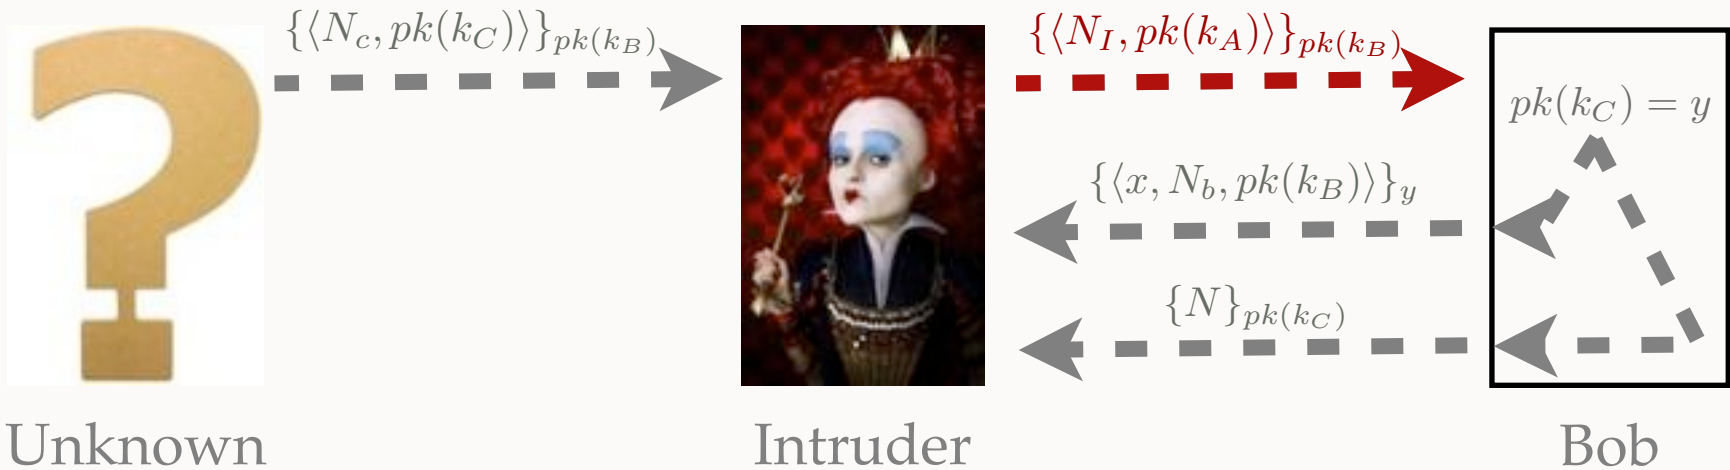 {⟨N_c, pk(k_C)⟩}_{pk(k_B)}
{⟨N_I, pk(k_A)⟩}_{pk(k_B)}
pk(k_C) = y
{⟨x, N_b, pk(k_B)⟩}_y
{N}_{pk(k_C)}
Unknown
Intruder
Bob